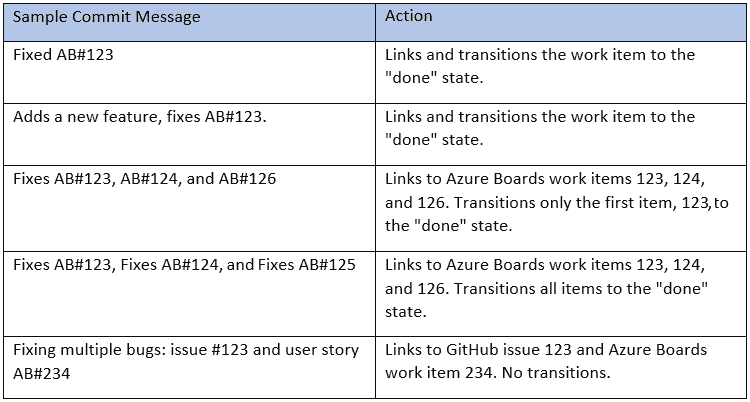 Sample Commit Message
Action
Fixed AB#123
Links and transitions the work item to the
"done" state.
Adds a new feature, fixes AB#123.
Links and transitions the work item to the
"done" state.
Fixes AB#123, AB#124, and AB#126
Links to Azure Boards work items 123, 124,
and 126. Transitions only the first item, 123, to
the "done" state.
Fixes AB#123, Fixes AB#124, and Fixes AB#125
Links to Azure Boards work items 123, 124,
and 126. Transitions all items to the "done"
state.
Fixing multiple bugs: issue #123 and user story
AB#234
Links to GitHub issue 123 and Azure Boards
work item 234. No transitions.